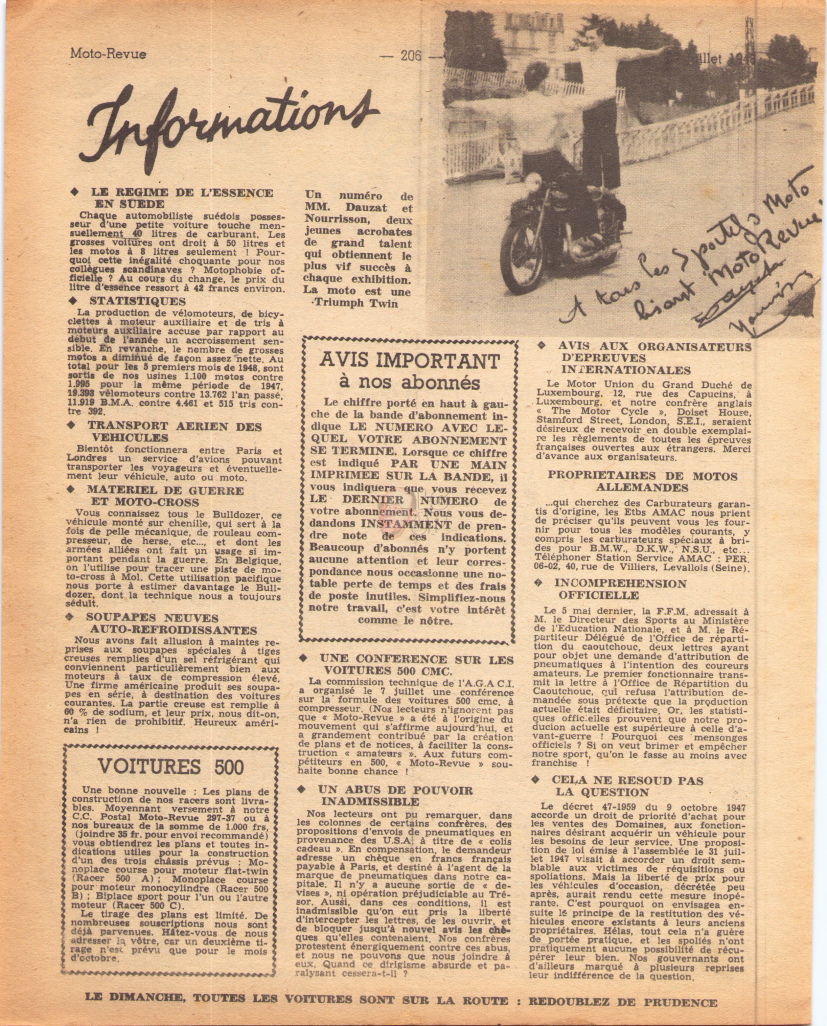 Moto-Revue
— 206 —
juillet 194
Informations
A tous les Sportifs Moto
lisant Moto Revue!
◆ LE REGIME DE L'ESSENCE
EN SUEDE
Chaque automobiliste suédois posses-
seur d'une petite voiture touche men-
suellement 40 litres de carburant. Les
grosses voitures ont droit à 50 litres et
les motos à 8 litres seulement ! Pour-
quoi cette inégalité choquante pour nos
collègues scandinaves ? Motophobie of-
ficielle ? Au cours du change, le prix du
litre d'essence ressort à 42 francs environ.
◆ STATISTIQUES
La production de vélomoteurs, de bicy-
clettes à moteur auxiliaire et de tris à
moteurs auxiliaire accuse par rapport au
début de l'année un accroissement sen-
sible. En revanche, le nombre de grosses
motos a diminué de façon assez nette. Au
total pour les 5 premiers mois de 1948, sont
sortis de nos usines 1.100 motos contre
1.995 pour la même période de 1947,
19.393 vélomoteurs contre 13.762 l'an passé,
11.919 B.M.A. contre 4.461 et 515 tris con-
tre 392.
◆ TRANSPORT AERIEN DES
VEHICULES
Bientôt fonctionnera entre Paris et
Londres un service d'avions pouvant
transporter les voyageurs et éventuelle-
ment leur véhicule, auto ou moto.
◆ MATERIEL DE GUERRE
ET MOTO-CROSS
Vous connaissez tous le Bulldozer, ce
véhicule monté sur chenille, qui sert à la
fois de pelle mécanique, de rouleau com-
presseur, de herse, etc..., et dont les
armées alliées ont fait un usage si im-
portant pendant la guerre. En Belgique,
on l'utilise pour tracer une piste de mo-
to-cross à Mol. Cette utilisation pacifique
nous porte à estimer davantage le Bull-
dozer, dont la technique nous a toujours
séduit.
◆ SOUPAPES NEUVES
AUTO-REFROIDISSANTES
Nous avons fait allusion à maintes re-
prises aux soupapes spéciales à tiges
creuses remplies d'un sel réfrigérant qui
conviennent particulièrement bien aux
moteurs à taux de compression élevé.
Une firme américaine produit ses soupa-
pes en série, à destination des voitures
courantes. La partie creuse est remplie à
60 % de sodium, et leur prix, nous dit-on,
n'a rien de prohibitif. Heureux améri-
cains !
VOITURES 500
Une bonne nouvelle : Les plans de
construction de nos racers sont livra-
bles. Moyennant versement à notre
C.C. Postal Moto-Revue 297-37 ou à
nos bureaux de la somme de 1.000 frs,
(joindre 35 fr. pour envoi recommandé)
vous obtiendrez les plans et toutes in-
dications utiles pour la construction
d'un des trois châssis prévus : Mo-
noplace course pour moteur flat-twin
(Racer 500 A) ; Monoplace course
pour moteur monocylindre (Racer 500
B) ; Biplace sport pour l'un ou l'autre
moteur (Racer 500 C).
Le tirage des plans est limité. De
nombreuses souscriptions nous sont
déjà parvenues. Hâtez-vous de nous
adresser la vôtre, car un deuxième ti-
rage n'est prévu que pour le mois
d'octobre.
Un numéro de
MM. Dauzat et
Nourrisson, deux
jeunes acrobates
de grand talent
qui obtiennent le
plus vif succès à
chaque exhibition.
La moto est une
Triumph Twin
AVIS IMPORTANT
à nos abonnés
Le chiffre porté en haut à gau-
che de la bande d'abonnement in-
dique LE NUMERO AVEC LE-
QUEL VOTRE ABONNEMENT
SE TERMINE. Lorsque ce chiffre
est indiqué PAR UNE MAIN
IMPRIMEE SUR LA BANDE, il
vous indiquera que vous recevez
LE DERNIER NUMERO de
votre abonnement. Nous vous de-
dandons INSTAMMENT de pren-
dre note de ces indications.
Beaucoup d'abonnés n'y portent
aucune attention et leur corres-
pondance nous occasionne une no-
table perte de temps et des frais
de poste inutiles. Simplifiez-nous
notre travail, c'est votre intérêt
comme le nôtre.
◆ UNE CONFERENCE SUR LES
VOITURES 500 CMC.
La commission technique de l'A.G.A.C.I.
a organisé le 7 juillet une conférence
sur la formule des voitures 500 cmc, à
compresseur. (Nos lecteurs n'ignorent pas
que « Moto-Revue » a été à l'origine du
mouvement qui s'affirme aujourd'hui, et
a grandement contribué par la création
de plans et de notices, à faciliter la cons-
truction « amateurs ». Aux futurs com-
pétiteurs en 500, « Moto-Revue » sou-
haite bonne chance !
◆ UN ABUS DE POUVOIR
INADMISSIBLE
Nos lecteurs ont pu remarquer, dans
les colonnes de certains confrères, des
propositions d'envois de pneumatiques en
provenance des U.S.A. à titre de « colis
cadeau ». En compensation, le demandeur
adresse un chèque en francs français
payable à Paris, et destiné à l'agent de la
marque de pneumatiques dans notre ca-
pitale. Il n'y a aucune sortie de « de-
vises », ni opération préjudiciable au Tré-
sor. Aussi, dans ces conditions, il est
inadmissible qu'on eut pris la liberté
d'intercepter les lettres, de les ouvrir, et
de bloquer jusqu'à nouvel avis les chè-
ques qu'elles contenaient. Nos confrères
protestent énergiquement contre ces abus,
et nous ne pouvons que nous joindre à
eux. Quand ce dirigisme absurde et pa-
ralysant cessera-t-il ?
◆ AVIS AUX ORGANISATEURS
D'EPREUVES
INTERNATIONALES
Le Motor Union du Grand Duché de
Luxembourg, 12, rue des Capucins, à
Luxembourg, et notre confrère anglais
« The Motor Cycle », Doiset House,
Stamford Street, London, S.E.I., seraient
désireux de recevoir en double exemplai-
re les règlements de toutes les épreuves
françaises ouvertes aux étrangers. Merci
d'avance aux organisateurs.
PROPRIETAIRES DE MOTOS
ALLEMANDES
...qui cherchez des Carburateurs garan-
tis d'origine, les Etbs AMAC nous prient
de préciser qu'ils peuvent vous les four-
nir pour tous les modèles courants, y
compris les carburateurs spéciaux à bri-
des pour B.M.W., D.K.W., N.S.U., etc...
Téléphoner Station Service AMAC : PER.
06-02, 40, rue de Villiers, Levallois (Seine).
◆ INCOMPREHENSION
OFFICIELLE
Le 5 mai dernier, la F.F.M. adressait à
M. le Directeur des Sports au Ministère
de l'Education Nationale, et à M. le Ré-
partiteur Délégué de l'Office de réparti-
tion du caoutchouc, deux lettres ayant
pour objet une demande d'attribution de
pneumatiques à l'intention des coureurs
amateurs. Le premier fonctionnaire trans-
mit la lettre à l'Office de Répartition du
Caoutchouc, qui refusa l'attribution de-
mandée sous prétexte que la production
actuelle était déficitaire. Or, les statisti-
ques officielles prouvent que notre pro-
duction actuelle est supérieure à celle d'a-
vant-guerre ! Pourquoi ces mensonges
officiels ? Si on veut brimer et empêcher
notre sport, qu'on le fasse au moins avec
franchise !
◆ CELA NE RESOUD PAS
LA QUESTION
Le décret 47-1959 du 9 octobre 1947
accorde un droit de priorité d'achat pour
les ventes des Domaines, aux fonction-
naires désirant acquérir un véhicule pour
les besoins de leur service. Une proposi-
tion de loi émise à l'assemblée le 31 juil-
let 1947 visait à accorder un droit sem-
blable aux victimes de réquisitions ou
spoliations. Mais la liberté de prix pour
les véhicules d'occasion, décrétée peu
après, aurait rendu cette mesure inopé-
rante. C'est pourquoi on envisagea en-
suite le principe de la restitution des vé-
hicules encore existants à leurs anciens
propriétaires. Hélas, tout cela n'a guère
de portée pratique, et les spoliés n'ont
pratiquement aucune possibilité de récu-
pérer leur bien. Nos gouvernants ont
d'ailleurs marqué à plusieurs reprises
leur indifférence de la question.
LE DIMANCHE, TOUTES LES VOITURES SONT SUR LA ROUTE : REDOUBLEZ DE PRUDENCE